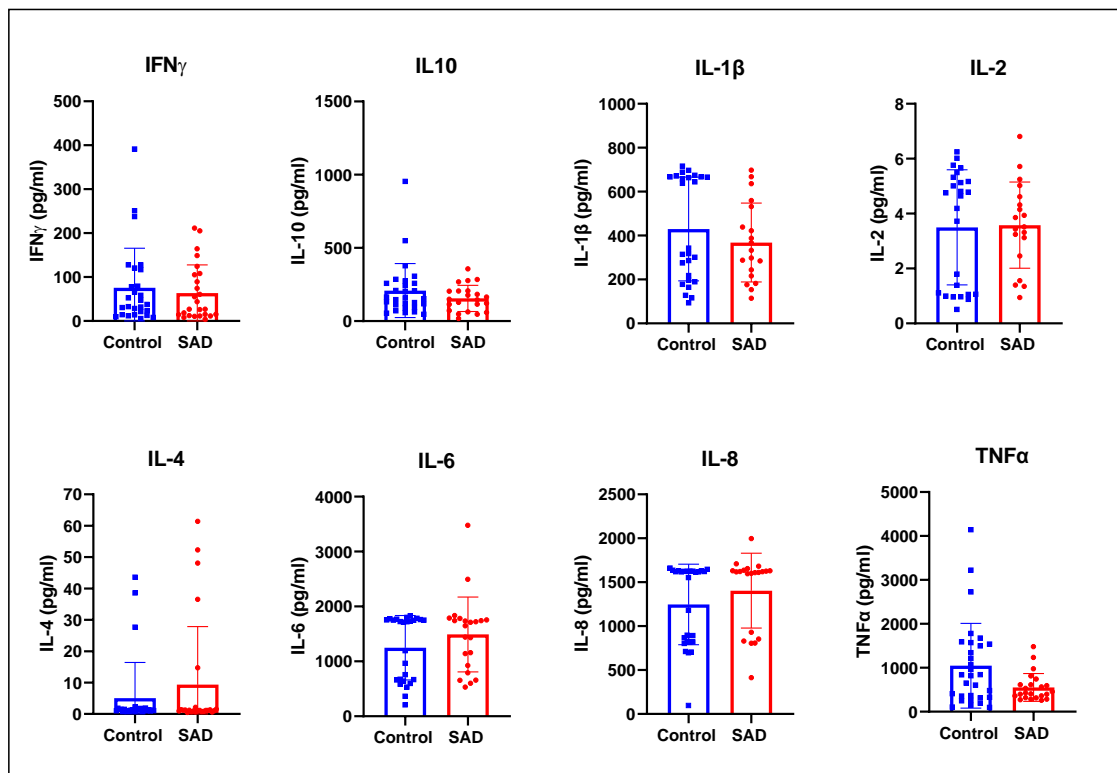 IFNγ
IFNγ (pg/ml)
500
400
300
200
100
0
Control SAD
IL10
IL-10 (pg/ml)
1500
1000
500
0
Control SAD
IL-1β
IL-1β (pg/ml)
1000
800
600
400
200
0
Control SAD
IL-2
IL-2 (pg/ml)
8
6
4
2
0
Control SAD
IL-4
IL-4 (pg/ml)
70
60
50
40
30
20
10
0
Control SAD
IL-6
IL-6 (pg/ml)
4000
3000
2000
1000
0
Control SAD
IL-8
IL-8 (pg/ml)
2500
2000
1500
1000
500
0
Control SAD
TNFα
TNFα (pg/ml)
5000
4000
3000
2000
1000
0
Control SAD